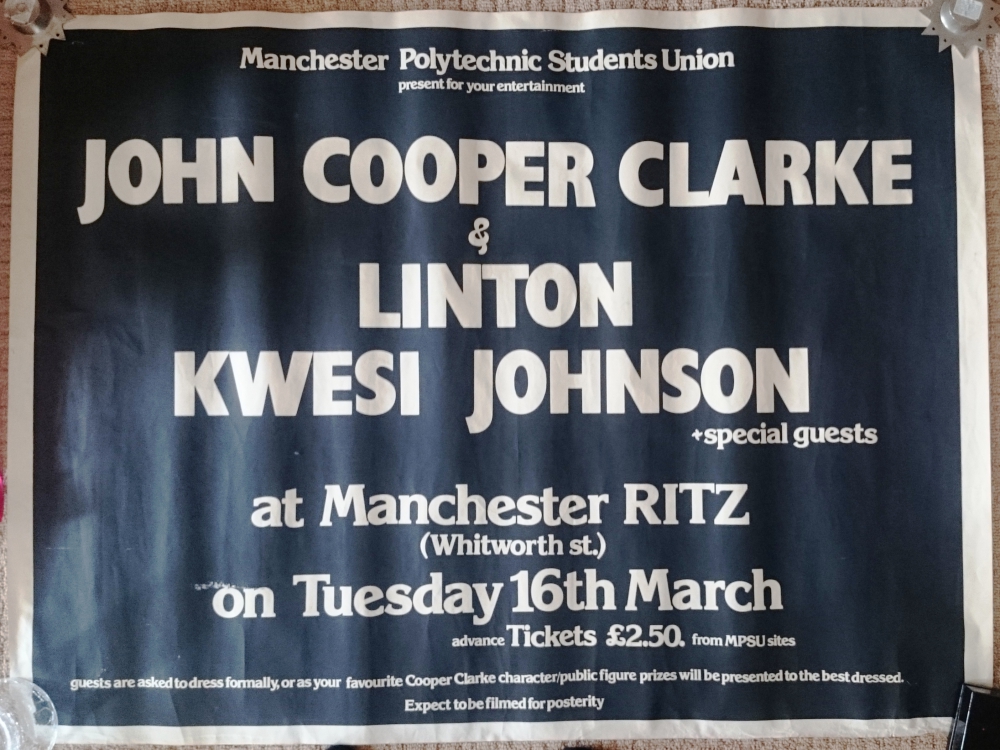 Manchester Polytechnic Students Union
present for your entertainment
JOHN COOPER CLARKE
&
LINTON
KWESI JOHNSON
+special guests
at Manchester RITZ
(Whitworth st.)
on Tuesday 16th March
advance Tickets £2.50. from MPSU sites
guests are asked to dress formally, or as your favourite Cooper Clarke character/public figure prizes will be presented to the best dressed.
Expect to be filmed for posterity